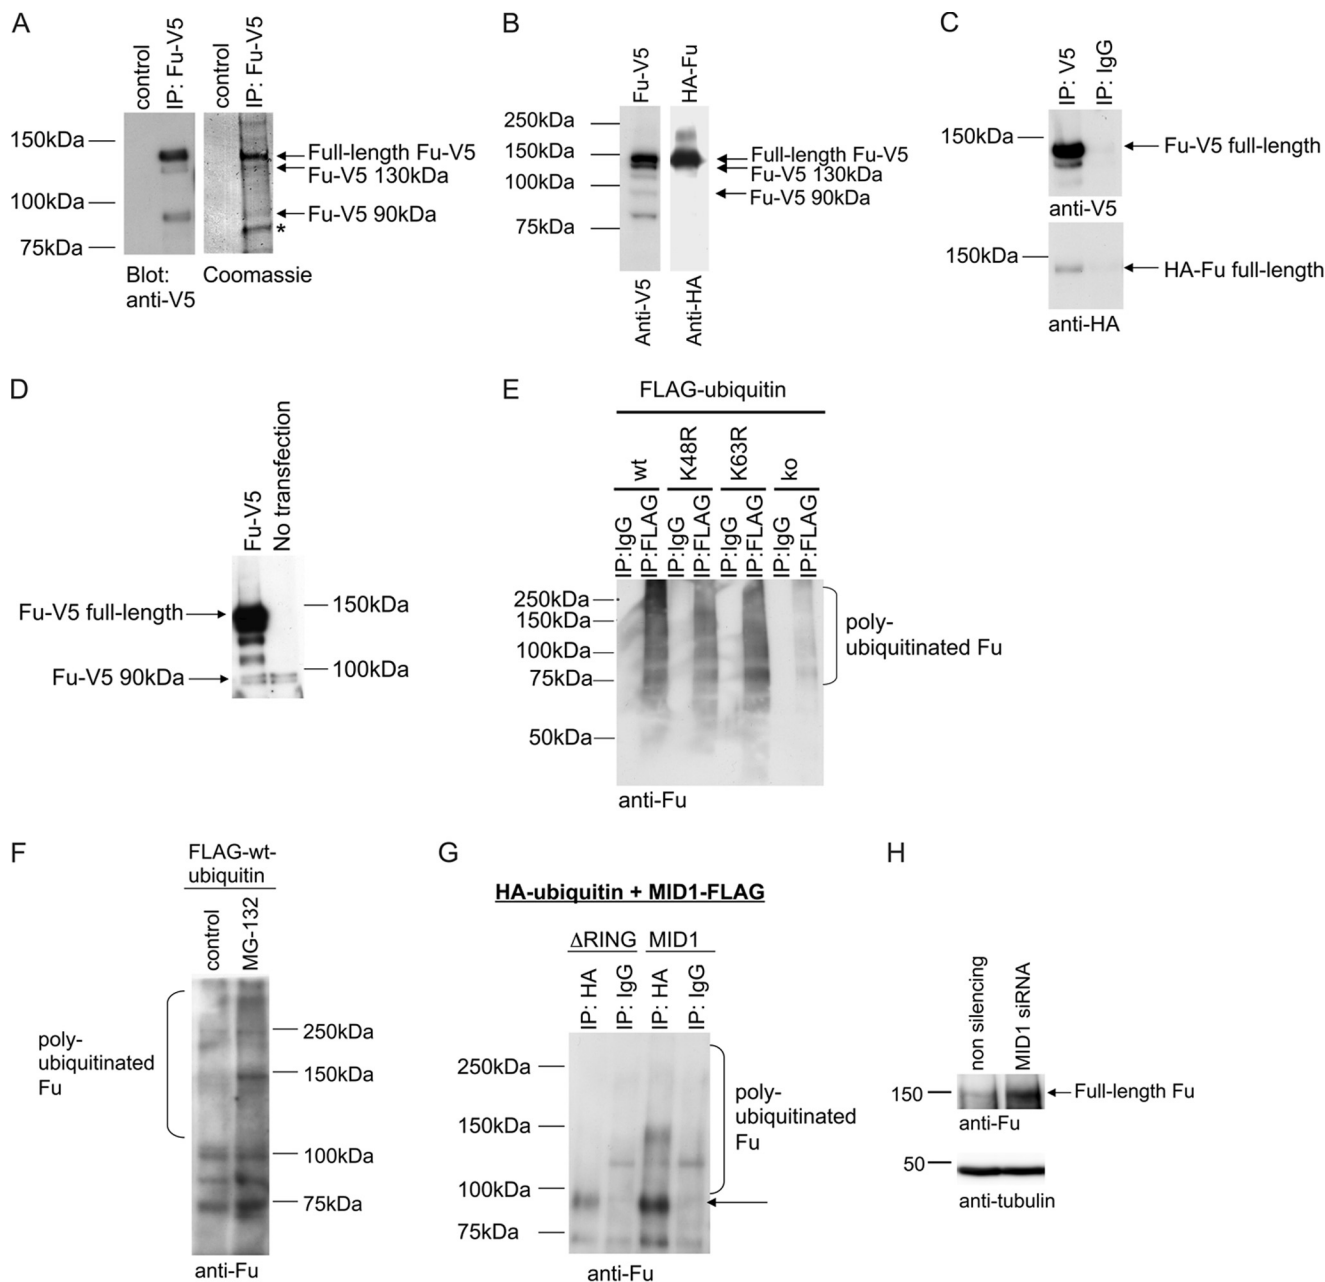 A
control
IP: Fu-V5
control
IP: Fu-V5
150kDa
100kDa
75kDa
Full-length Fu-V5
Fu-V5 130kDa
Fu-V5 90kDa
*
Blot:
anti-V5
Coomassie
B
Fu-V5
HA-Fu
250kDa
150kDa
100kDa
75kDa
Full-length Fu-V5
Fu-V5 130kDa
Fu-V5 90kDa
Anti-V5
Anti-HA
C
IP: V5
IP: IgG
150kDa
Fu-V5 full-length
anti-V5
150kDa
HA-Fu full-length
anti-HA
D
Fu-V5
No transfection
Fu-V5 full-length
Fu-V5 90kDa
150kDa
100kDa
E
FLAG-ubiquitin
wt
K48R
K63R
ko
IP:IgG
IP:FLAG
IP:IgG
IP:FLAG
IP:IgG
IP:FLAG
IP:IgG
IP:FLAG
250kDa
150kDa
100kDa
75kDa
50kDa
poly-
ubiquitinated Fu
anti-Fu
F
FLAG-wt-
ubiquitin
control
MG-132
poly-
ubiquitinated
Fu
250kDa
150kDa
100kDa
75kDa
anti-Fu
G
HA-ubiquitin + MID1-FLAG
ΔRING
MID1
IP: HA
IP: IgG
IP: HA
IP: IgG
250kDa
150kDa
100kDa
75kDa
poly-
ubiquitinated
Fu
anti-Fu
H
non silencing
MID1 siRNA
150
Full-length Fu
anti-Fu
50
anti-tubulin